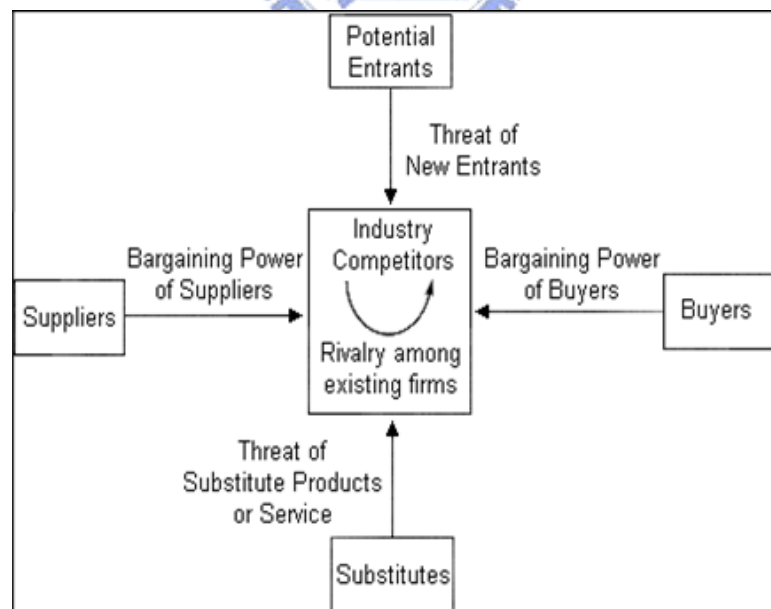 Potential
Entrants
Threat of
New Entrants
Industry
Competitors
Bargaining Power
of Suppliers
Bargaining Power
of Buyers
Suppliers
Buyers
Rivalry among
existing firms
Threat of
Substitute Products
or Service
Substitutes